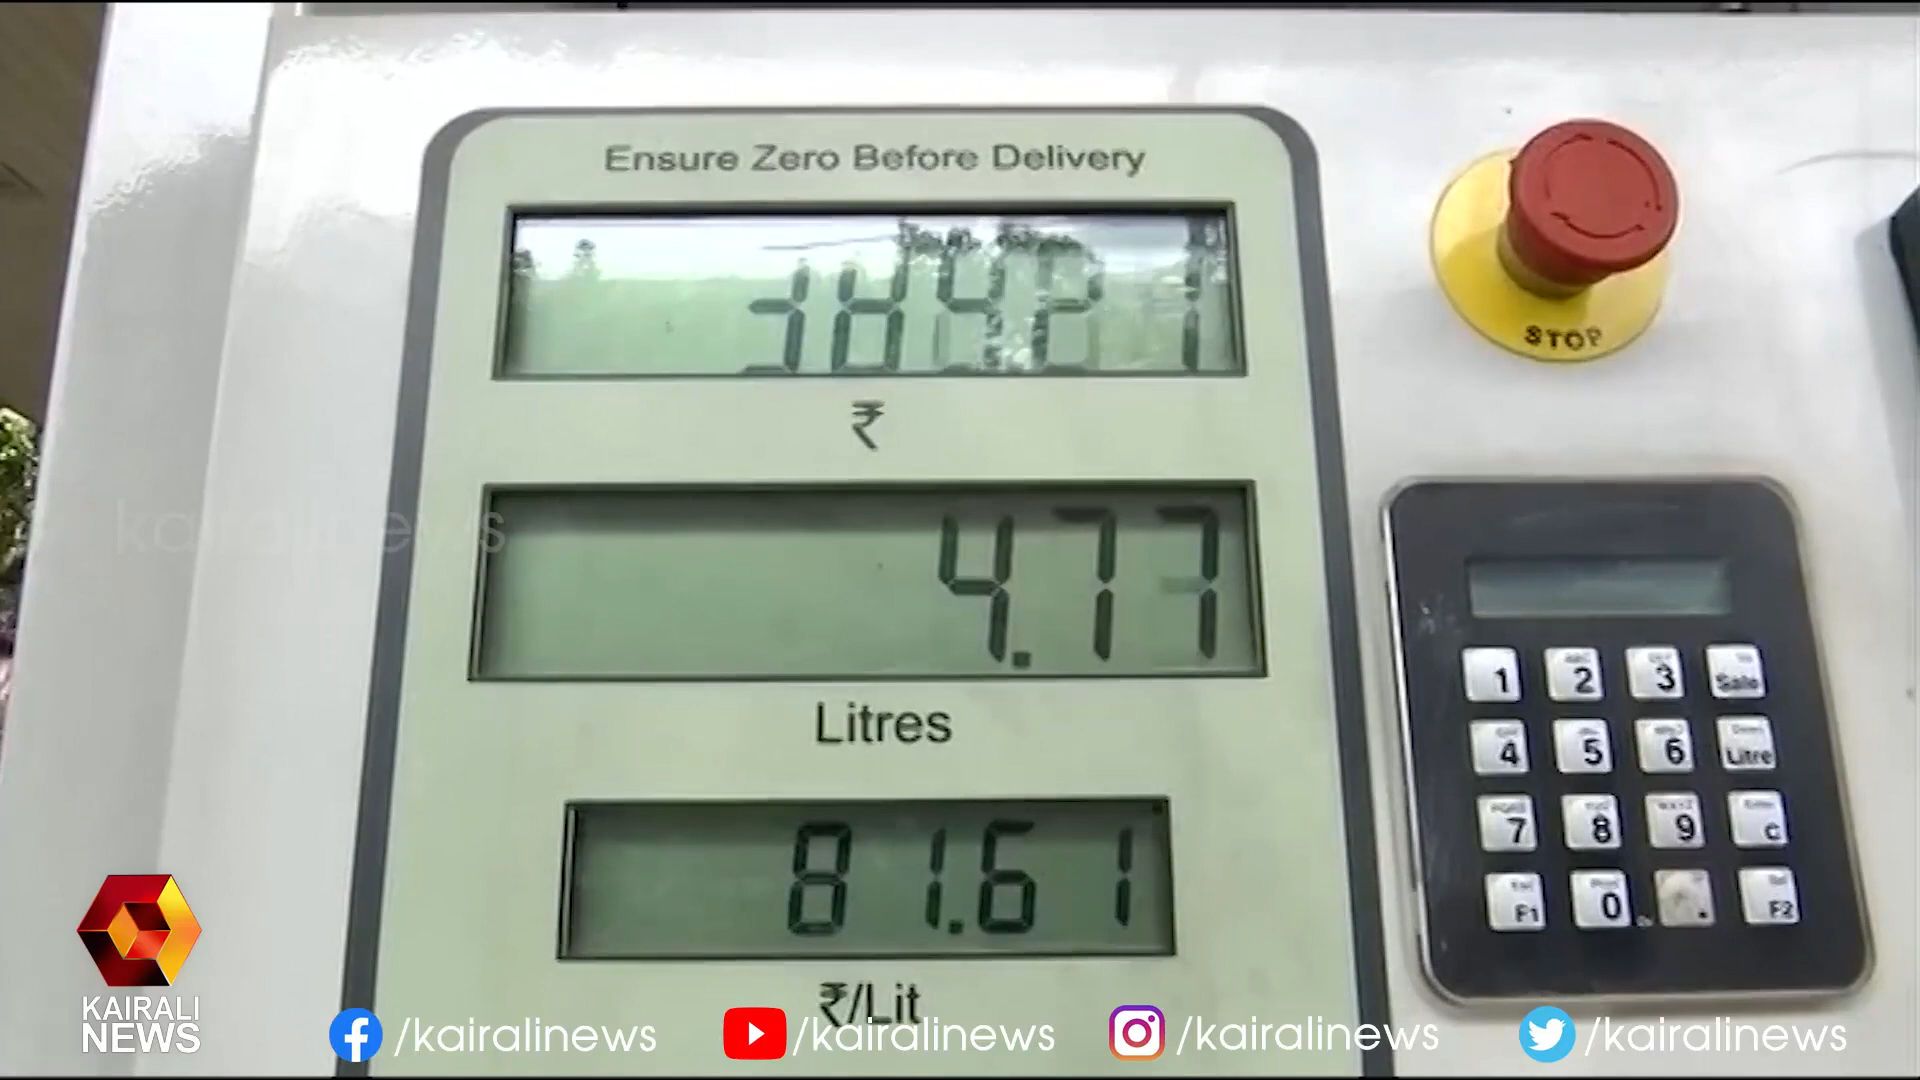 Ensure Zero Before Delivery
₹
4.77
Litres
81.61
₹/Lit
STOP
1 2 3 Sale
4 5 6 Litre
7 8 9 C
F1 0 . F2
kairalinews
KAIRALI
NEWS
/kairalinews /kairalinews /kairalinews /kairalinews